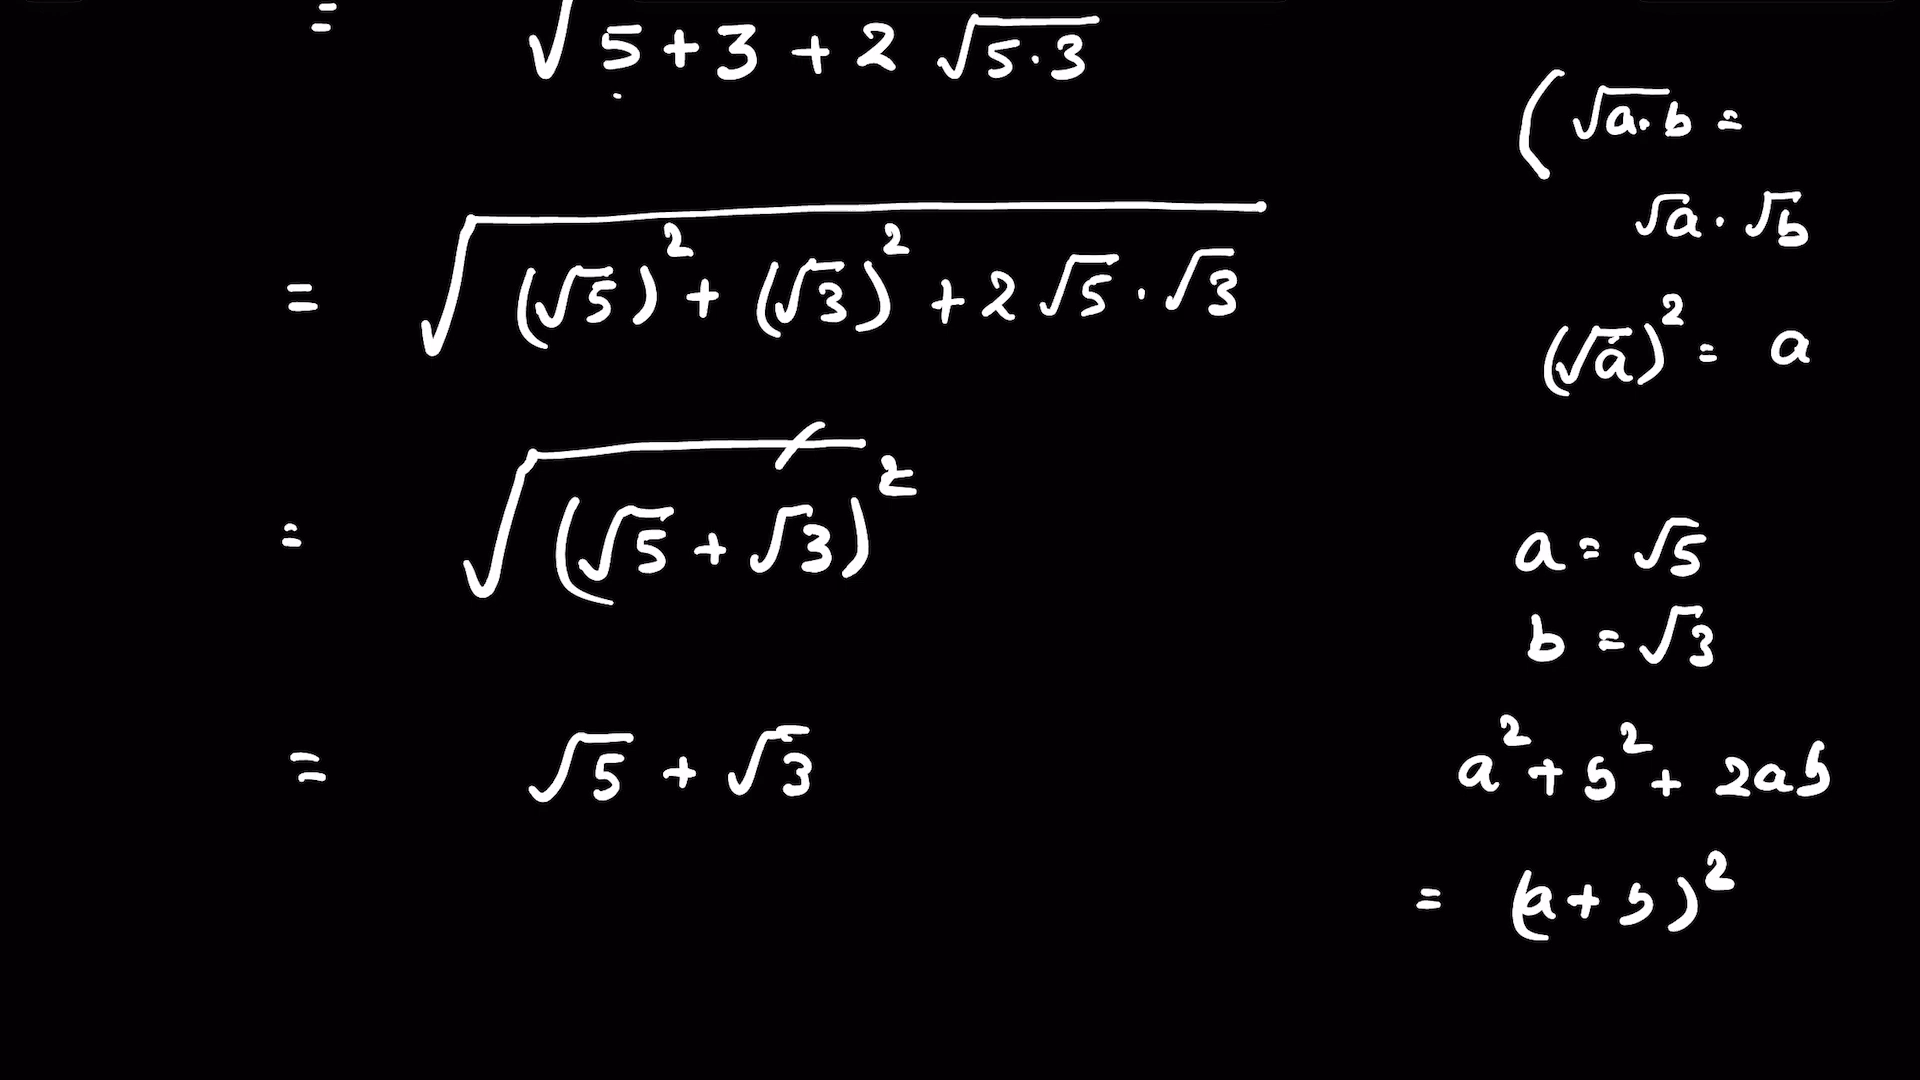 = √5+3+2√5·3
= √(√5)²+(√3)²+2√5·√3
= √(√5+√3)²
= √5+√3
(√a·b =
√a·√b
(√a)² = a
a = √5
b = √3
a²+b²+2ab
= (a+b)²